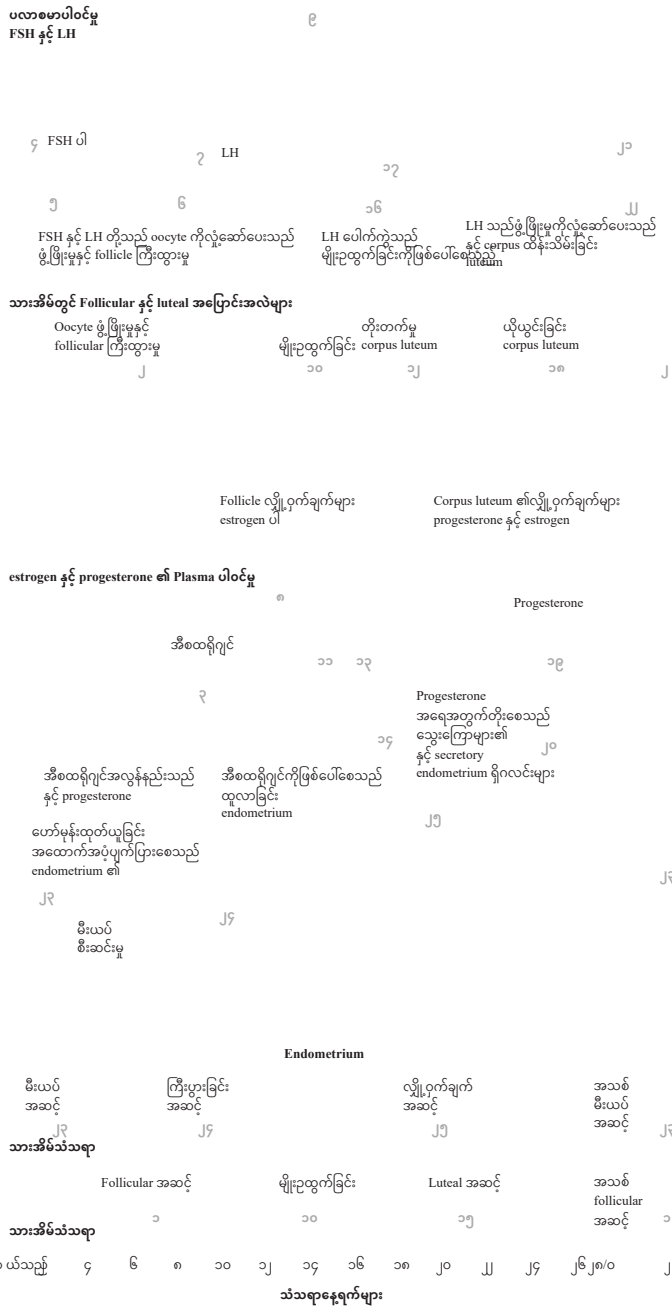 ပလာစမာပါဝင်မှု
FSH နှင့် LH
၉
၄ FSH ပါ
၇ LH
၁၇
၂၁
၅
၆
၁၆
၂၂
FSH နှင့် LH တို့သည် oocyte ကိုလှုံ့ဆော်ပေးသည်
ဖွံ့ဖြိုးမှုနှင့် follicle ကြီးထွားမှု
LH ပေါက်ကွဲသည်
မျိုးဥထွက်ခြင်းကိုဖြစ်ပေါ်စေသည်
LH သည်ဖွံ့ဖြိုးမှုကိုလှုံ့ဆော်ပေးသည်
နှင့် corpus ထိန်းသိမ်းခြင်း
luteum
သားအိမ်တွင် Follicular နှင့် luteal အပြောင်းအလဲများ
Oocyte ဖွံ့ဖြိုးမှုနှင့်
follicular ကြီးထွားမှု
မျိုးဥထွက်ခြင်း
တိုးတက်မှု
corpus luteum
ယိုယွင်းခြင်း
corpus luteum
၂ ၁၀ ၁၂ ၁၈ ၂
Follicle လျှို့ဝှက်ချက်များ
estrogen ပါ
Corpus luteum ၏လျှို့ဝှက်ချက်များ
progesterone နှင့် estrogen
estrogen နှင့် progesterone ၏ Plasma ပါဝင်မှု
၈
Progesterone
အီစထရိုဂျင်
၁၁ ၁၃ ၁၉
၃
Progesterone
အရေအတွက်တိုးစေသည်
သွေးကြောများ၏
နှင့် secretory
endometrium ရှိဂလင်းများ
၁၄
၂၀
အီစထရိုဂျင်အလွန်နည်းသည်
နှင့် progesterone
အီစထရိုဂျင်ကိုဖြစ်ပေါ်စေသည်
ထူလာခြင်း
endometrium
၂၅
ဟော်မုန်းထုတ်ယူခြင်း
အထောက်အပံ့ပျက်ပြားစေသည်
endometrium ၏
၂၃
၂၃
၂၄
မီးယပ်
စီးဆင်းမှု
Endometrium
မီးယပ်
အဆင့်
ကြီးပွားခြင်း
အဆင့်
လျှို့ဝှက်ချက်
အဆင့်
အသစ်
မီးယပ်
အဆင့်
၂၃ ၂၄ ၂၅ ၂၃
သားအိမ်သံသရာ
Follicular အဆင့်
မျိုးဥထွက်ခြင်း
Luteal အဆင့်
အသစ်
follicular
အဆင့်
၁ ၁၀ ၁၅ ၁
သားအိမ်သံသရာ
ယ်သည့် ၄ ၆ ၈ ၁၀ ၁၂ ၁၄ ၁၆ ၁၈ ၂၀ ၂၂ ၂၄ ၂၆ ၂၈/၀ ၂
သံသရာနေ့ရက်များ